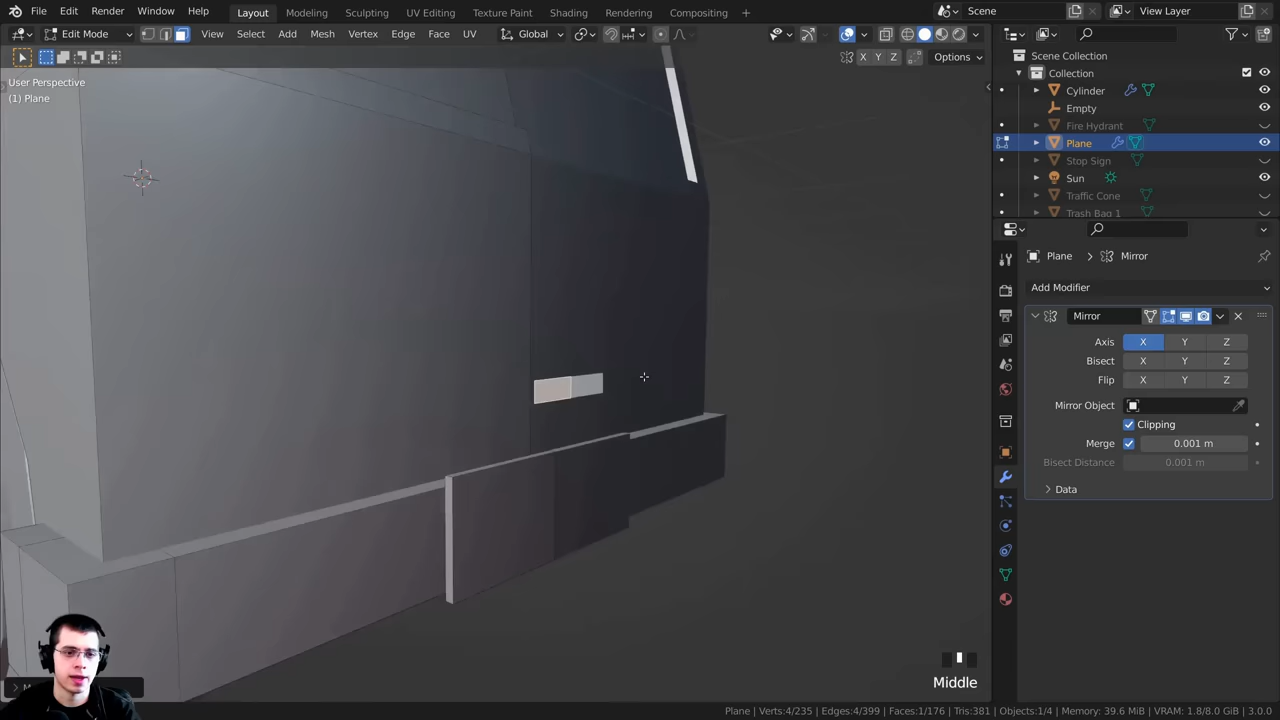 File Edit Render Window Help
Layout Modeling Sculpting UV Editing Texture Paint Shading Rendering Compositing +
Scene
View Layer
Edit Mode View Select Add Mesh Vertex Edge Face UV Global
X Y Z Options
User Perspective
(1) Plane
Scene Collection
Collection
Cylinder
Empty
Fire Hydrant
Plane
Stop Sign
Sun
Traffic Cone
Trash Bag 1
Plane > Mirror
Add Modifier
Mirror
Axis X Y Z
Bisect X Y Z
Flip X Y Z
Mirror Object
Clipping
Merge 0.001 m
Bisect Distance 0.001 m
Data
Middle
Plane | Verts:4/235 | Edges:4/399 | Faces:1/176 | Tris:381 | Objects:1/4 | Memory: 39.6 MiB | VRAM: 1.8/8.0 GiB | 3.0.0